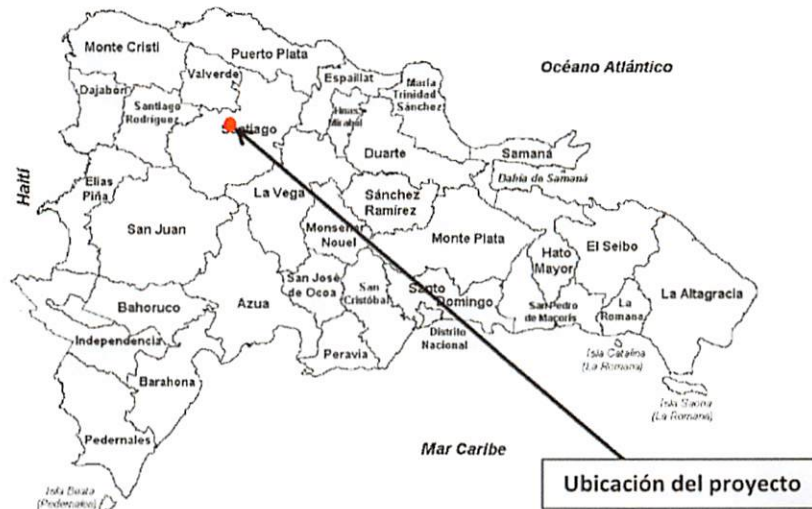 Monte Cristi
Puerto Plata
Océano Atlántico
Valverde
Espaillat
María
Trinidad
Sánchez
Dajabón
Santiago
Rodríguez
Santiago
Duarte
Samaná
Bahía de Samaná
Haití
Elías
Piña
La Vega
Sánchez
Ramírez
San Juan
Monseñor
Nouel
Monte Plata
Hato
Mayor
El Seibo
La Altagracia
San José
de Ocoa
San
Cristóbal
Santo
Domingo
San Pedro
de Macorís
La
Romana
Bahoruco
Azua
Distrito
Nacional
Independencia
Peravia
Isla Catalina
(La Romana)
Barahona
Isla Saona
(La Romana)
Pedernales
Mar Caribe
Isla Beata
(Pedernales)
Ubicación del proyecto